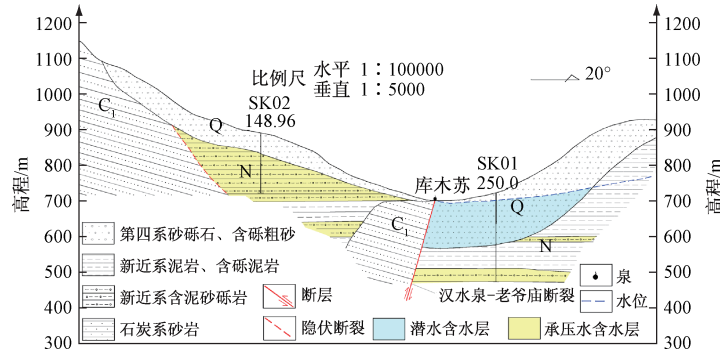 1200
1100
1000
900
800
700
600
500
400
300
高程/m
1200
1100
1000
900
800
700
600
500
400
300
高程/m
比例尺 水平 1∶100000
垂直 1∶5000
20°
SK02
148.96
C₁
Q
N
库木苏
SK01
250.0
C₁
Q
N
第四系砂砾石、含砾粗砂
新近系泥岩、含砾泥岩
新近系含泥砂砾岩
石炭系砂岩
断层
隐伏断裂
汉水泉-老爷庙断裂
潜水含水层
承压水含水层
泉
水位